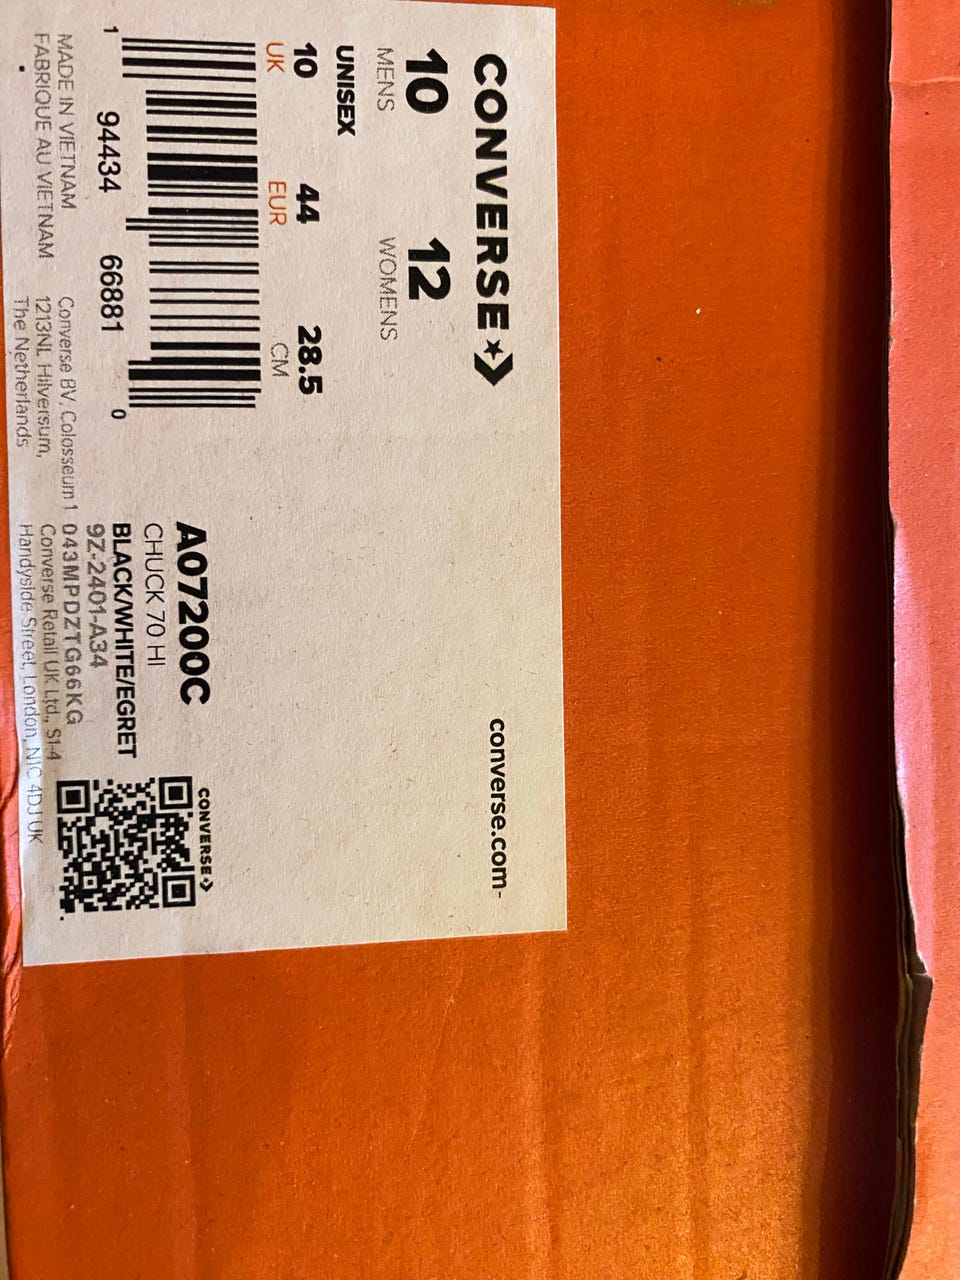 CONVERSE
converse.com-
10 12
MENS WOMENS
UNISEX
10 44 28.5
UK EUR CM
1 94434 66881 0
MADE IN VIETNAM
FABRIQUE AU VIETNAM
Converse BV, Colosseum 1
1213NL Hilversum,
The Netherlands
A07200C
CHUCK 70 HI
BLACK/WHITE/EGRET
9Z-2401-A34
043MPDZTG66KG
Converse Retail UK Ltd., S1-4
Handyside Street, London, N1C 4DJ UK
CONVERSE